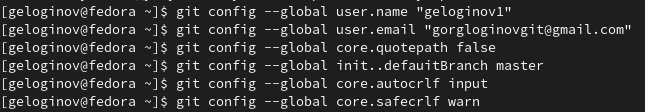 [geloginov@fedora ~]$ git config --global user.name "geloginov1"
[geloginov@fedora ~]$ git config --global user.email "gorgloginovgit@gmail.com"
[geloginov@fedora ~]$ git config --global core.quotepath false
[geloginov@fedora ~]$ git config --global init..defauitBranch master
[geloginov@fedora ~]$ git config --global core.autocrlf input
[geloginov@fedora ~]$ git config --global core.safecrlf warn